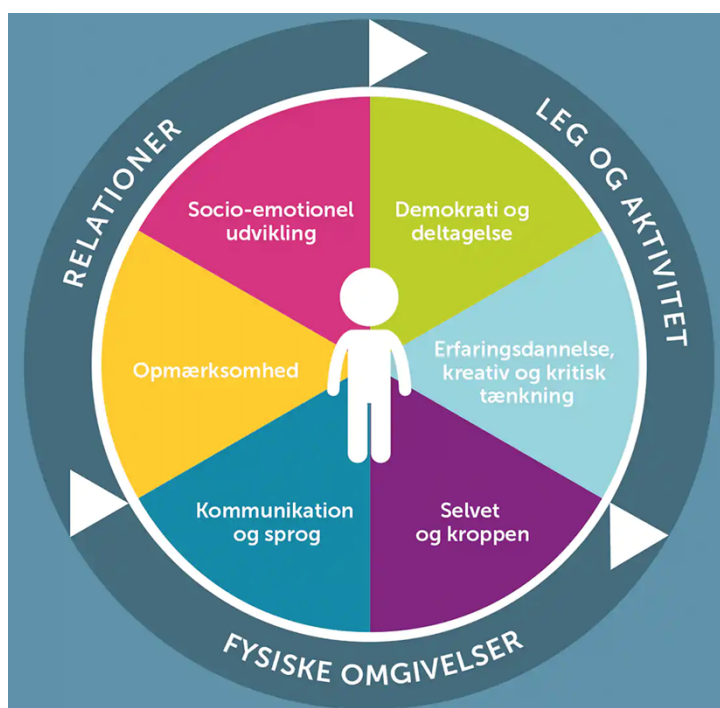 RELATIONER
LEG OG AKTIVITET
Socio-emotionel
udvikling
Demokrati og
deltagelse
Opmærksomhed
Erfaringsdannelse,
kreativ og kritisk
tænkning
Kommunikation
og sprog
Selvet
og kroppen
FYSISKE OMGIVELSER